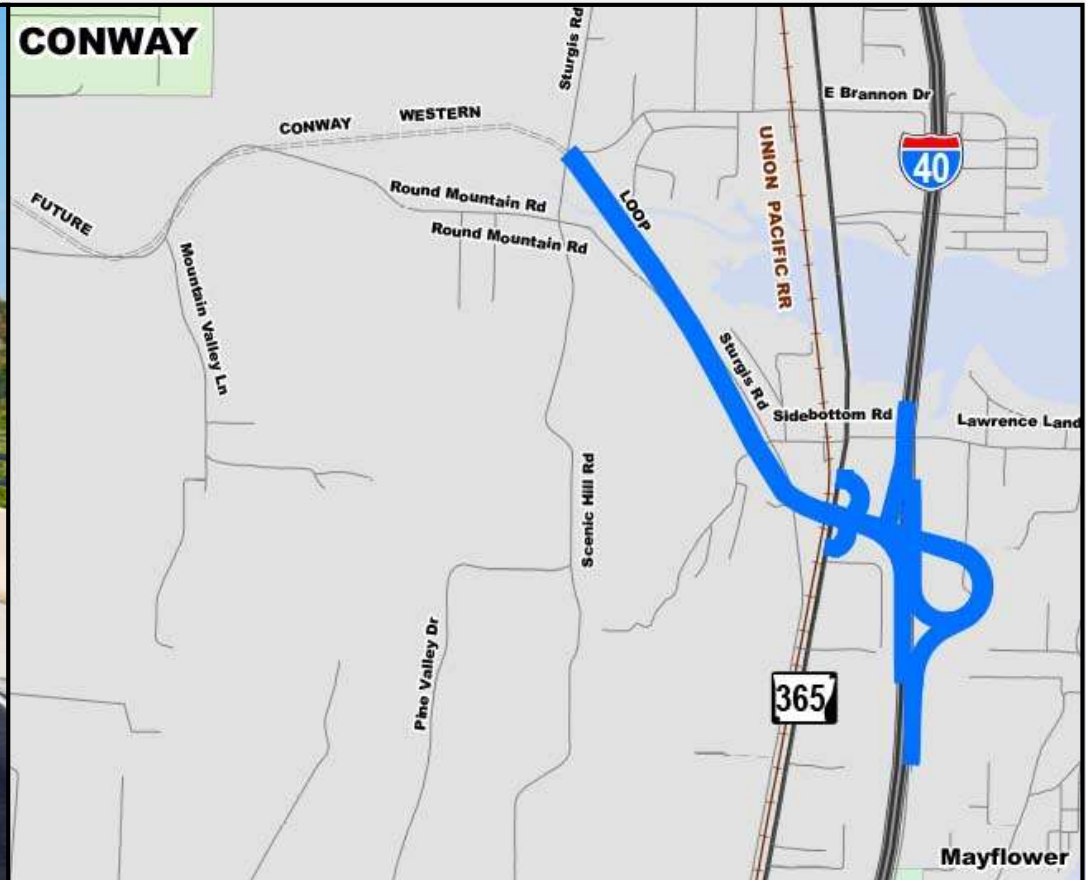 CONWAY
Sturgis Rd
E Brannon Dr
CONWAY WESTERN
40
UNION PACIFIC RR
Round Mountain Rd
LOOP
FUTURE
Round Mountain Rd
Mountain Valley Ln
Sturgis Rd
Sidebottom Rd
Lawrence Land
Scenic Hill Rd
Pine Valley Dr
365
Mayflower